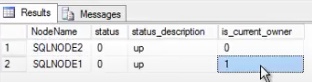 Results Messages
NodeName status status_description is_current_owner
1 SQLNODE2 0 up 0
2 SQLNODE1 0 up 1